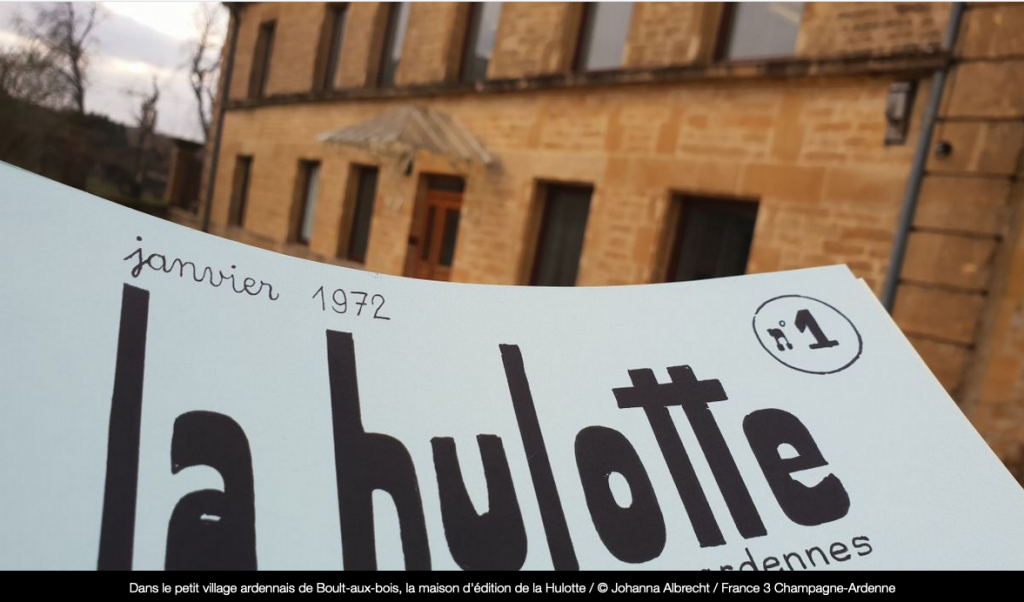 janvier 1972
n°1
la hulotte
ardennes
Dans le petit village ardennais de Boult-aux-bois, la maison d'édition de la Hulotte / © Johanna Albrecht / France 3 Champagne-Ardenne